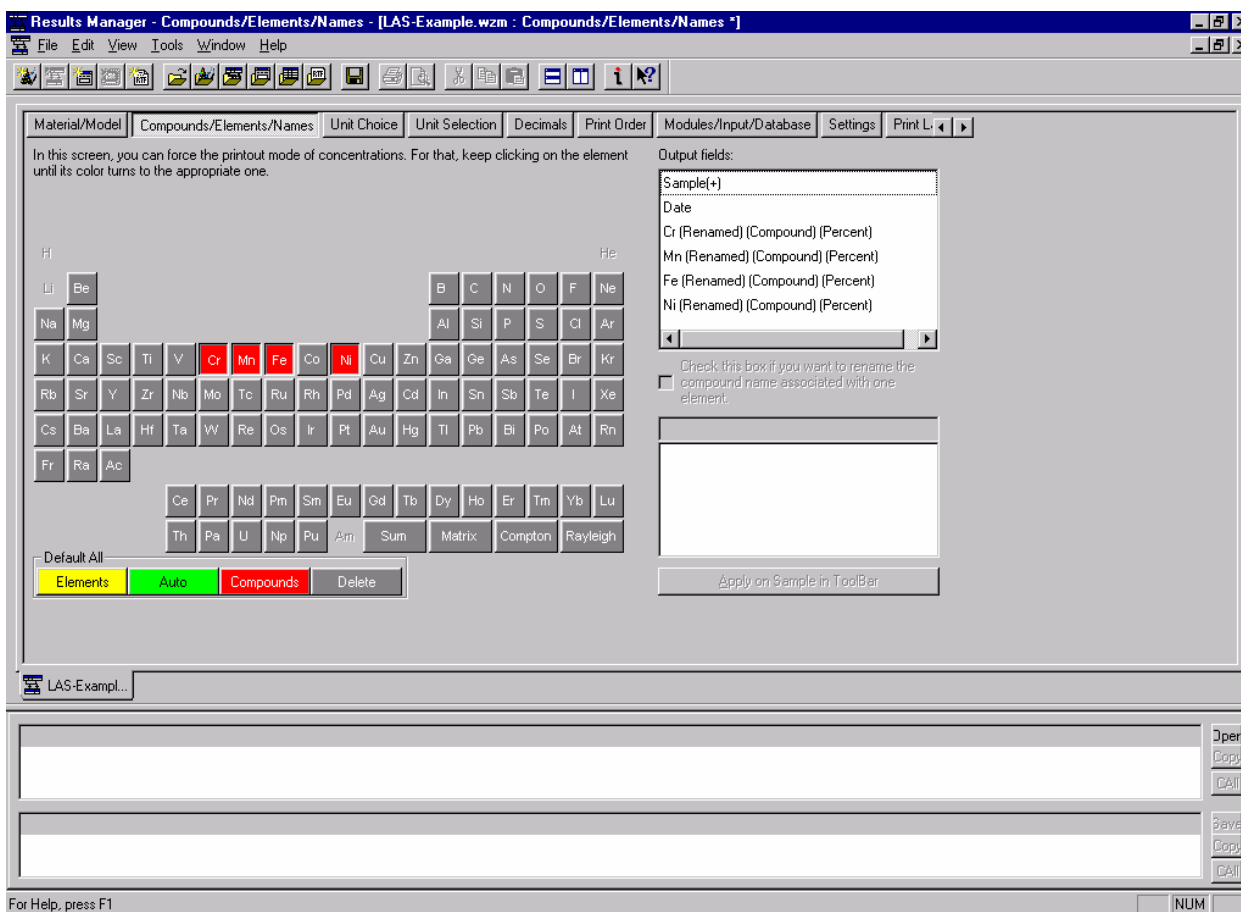 Results Manager - Compounds/Elements/Names - [LAS-Example.wzm : Compounds/Elements/Names *]
File Edit View Tools Window Help
Material/Model Compounds/Elements/Names Unit Choice Unit Selection Decimals Print Order Modules/Input/Database Settings Print L
In this screen, you can force the printout mode of concentrations. For that, keep clicking on the element
until its color turns to the appropriate one.
Output fields:
Sample(+)
Date
Cr (Renamed) (Compound) (Percent)
Mn (Renamed) (Compound) (Percent)
Fe (Renamed) (Compound) (Percent)
Ni (Renamed) (Compound) (Percent)
Check this box if you want to rename the
compound name associated with one
element.
Apply on Sample in ToolBar
H He
Li Be B C N O F Ne
Na Mg Al Si P S Cl Ar
K Ca Sc Ti V Cr Mn Fe Co Ni Cu Zn Ga Ge As Se Br Kr
Rb Sr Y Zr Nb Mo Tc Ru Rh Pd Ag Cd In Sn Sb Te I Xe
Cs Ba La Hf Ta W Re Os Ir Pt Au Hg Tl Pb Bi Po At Rn
Fr Ra Ac
Ce Pr Nd Pm Sm Eu Gd Tb Dy Ho Er Tm Yb Lu
Th Pa U Np Pu Am Sum Matrix Compton Rayleigh
Default All
Elements Auto Compounds Delete
LAS-Exampl...
Open
Copy
CAll
Save
Copy
CAll
For Help, press F1
NUM